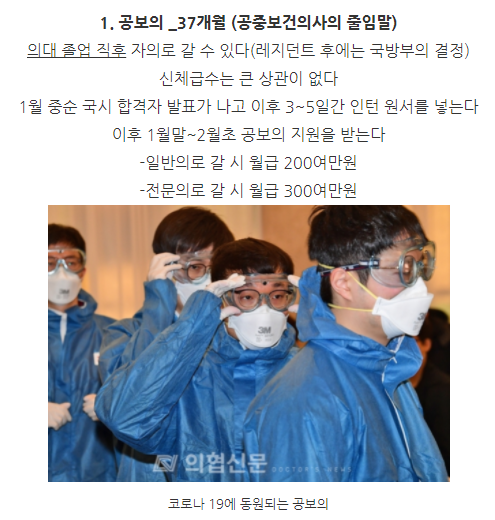 1. 공보의 _37개월 (공중보건의사의 줄임말)
의대 졸업 직후 자의로 갈 수 있다(레지던트 후에는 국방부의 결정)
신체급수는 큰 상관이 없다
1월 중순 국시 합격자 발표가 나고 이후 3~5일간 인턴 원서를 넣는다
이후 1월말~2월초 공보의 지원을 받는다
-일반의로 갈 시 월급 200여만원
-전문의로 갈 시 월급 300여만원
3M
3M
의협신문
DOCTOR'S NEWS
코로나 19에 동원되는 공보의